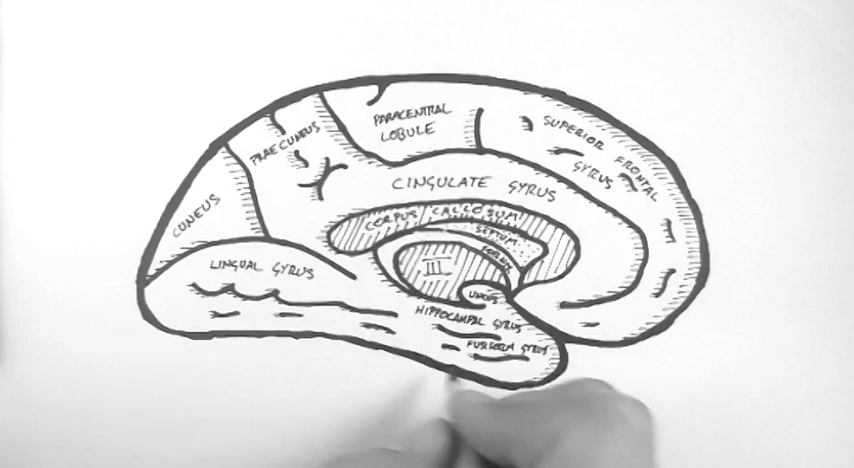 PARACENTRAL
LOBULE
SUPERIOR FRONTAL
GYRUS
PRAECUNEUS
CINGULATE GYRUS
CUNEUS
CORPUS CALLOSUM
SEPTUM
FORNIX
LINGUAL GYRUS
III
UNCUS
HIPPOCAMPAL GYRUS
FUSIFORM GYRUS